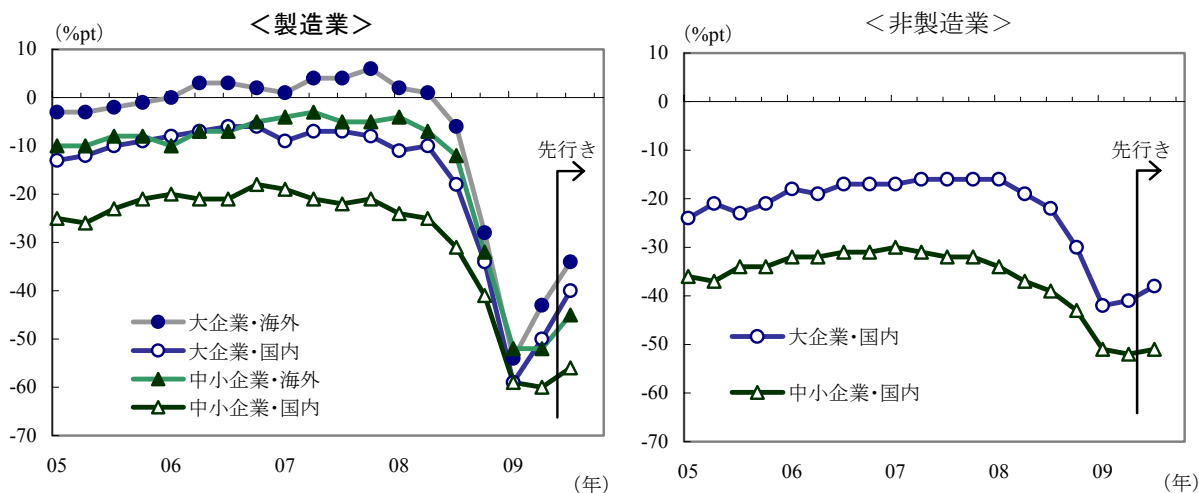 ＜製造業＞
(%pt)
10
0
-10
-20
-30
-40
-50
-60
-70
先行き
大企業･海外
大企業･国内
中小企業･海外
中小企業･国内
05 06 07 08 09
(年)
＜非製造業＞
(%pt)
10
0
-10
-20
-30
-40
-50
-60
-70
先行き
大企業･国内
中小企業･国内
05 06 07 08 09
(年)